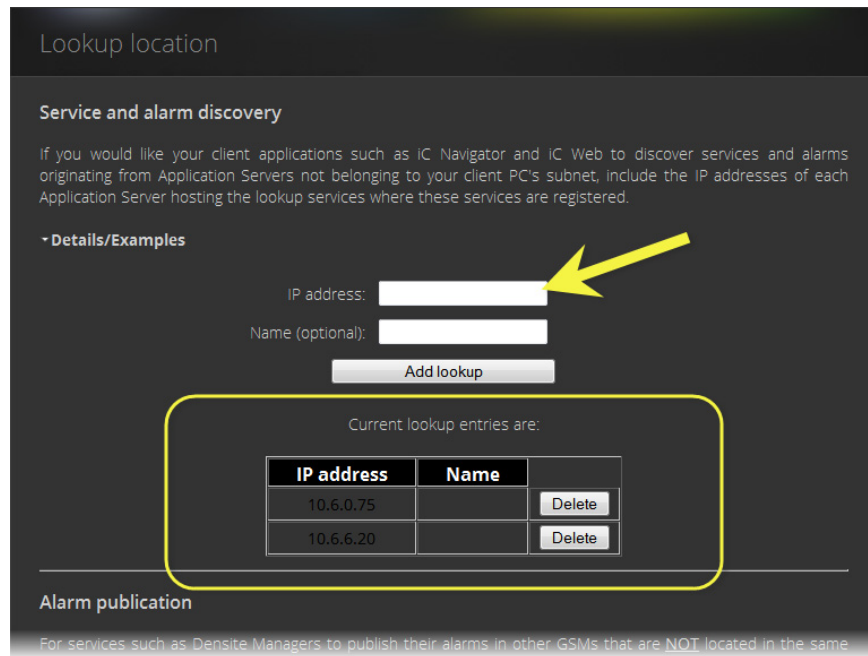 Lookup location
Service and alarm discovery
If you would like your client applications such as iC Navigator and iC Web to discover services and alarms
originating from Application Servers not belonging to your client PC's subnet, include the IP addresses of each
Application Server hosting the lookup services where these services are registered.
Details/Examples
IP address:
Name (optional):
Add lookup
Current lookup entries are:
IP address Name
10.6.0.75 Delete
10.6.6.20 Delete
Alarm publication
For services such as Densite Managers to publish their alarms in other GSMs that are NOT located in the same